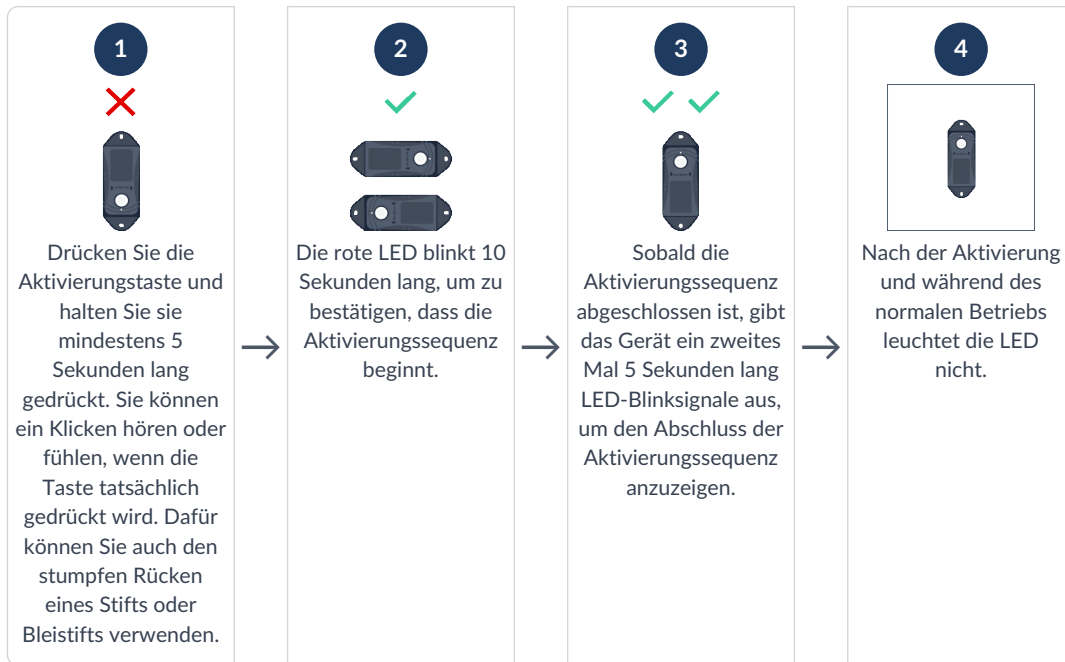 1
Drücken Sie die
Aktivierungstaste und
halten Sie sie
mindestens 5
Sekunden lang
gedrückt. Sie können
ein Klicken hören oder
fühlen, wenn die
Taste tatsächlich
gedrückt wird. Dafür
können Sie auch den
stumpfen Rücken
eines Stifts oder
Bleistifts verwenden.
2
Die rote LED blinkt 10
Sekunden lang, um zu
bestätigen, dass die
Aktivierungssequenz
beginnt.
3
Sobald die
Aktivierungssequenz
abgeschlossen ist, gibt
das Gerät ein zweites
Mal 5 Sekunden lang
LED-Blinksignale aus,
um den Abschluss der
Aktivierungssequenz
anzuzeigen.
4
Nach der Aktivierung
und während des
normalen Betriebs
leuchtet die LED
nicht.